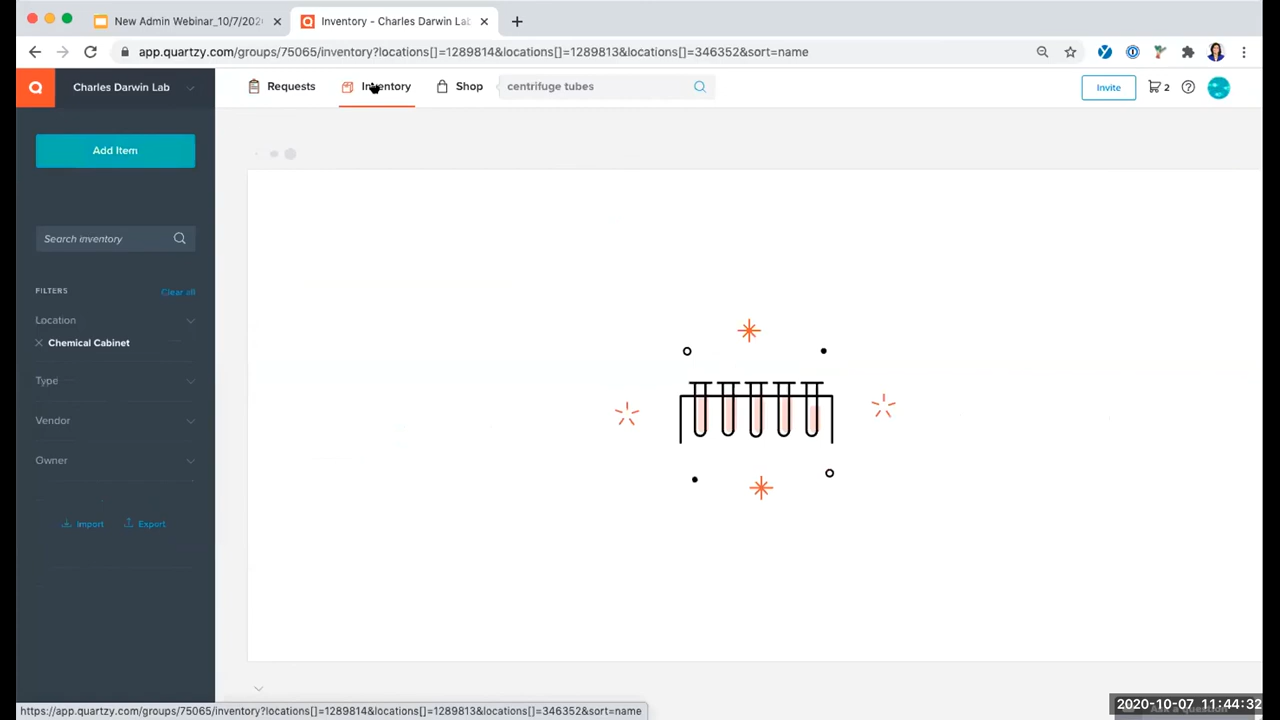 New Admin Webinar_10/7/202
Inventory - Charles Darwin Lab
app.quartzy.com/groups/75065/inventory?locations[]=1289814&locations[]=1289813&locations[]=346352&sort=name
Charles Darwin Lab
Requests
Inventory
Shop
centrifuge tubes
Invite
2
Add Item
Search inventory
FILTERS
Clear all
Location
Chemical Cabinet
Type
Vendor
Owner
Import
Export
https://app.quartzy.com/groups/75065/inventory?locations[]=1289814&locations[]=1289813&locations[]=346352&sort=name
2020-10-07 11:44:32
Ask a question